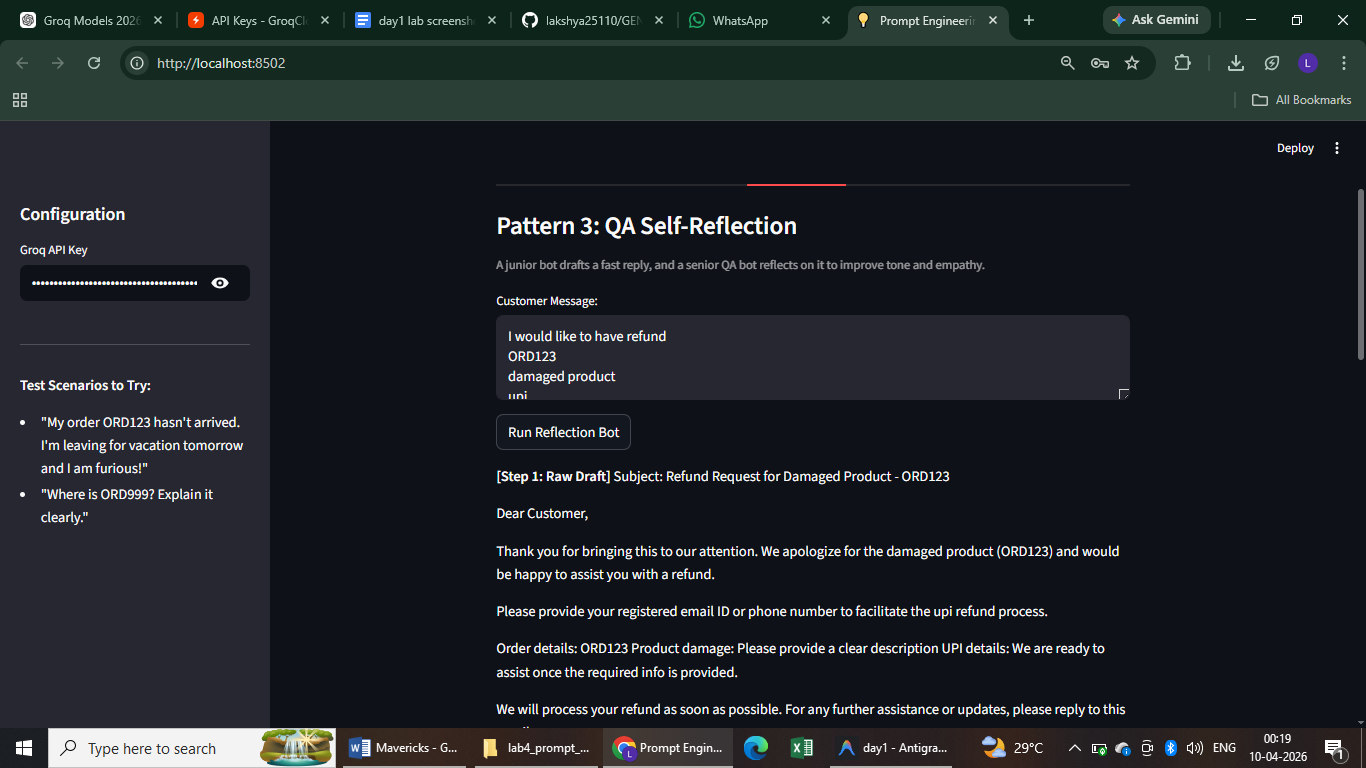 Groq Models 2026
API Keys - GroqClo
day1 lab screensh
lakshya25110/GEN
WhatsApp
Prompt Engineerin
Ask Gemini
http://localhost:8502
L
All Bookmarks
Deploy
Configuration
Groq API Key
Test Scenarios to Try:
"My order ORD123 hasn't arrived.
I'm leaving for vacation tomorrow
and I am furious!"
"Where is ORD999? Explain it
clearly."
Pattern 3: QA Self-Reflection
A junior bot drafts a fast reply, and a senior QA bot reflects on it to improve tone and empathy.
Customer Message:
I would like to have refund
ORD123
damaged product
upi
Run Reflection Bot
[Step 1: Raw Draft] Subject: Refund Request for Damaged Product - ORD123
Dear Customer,
Thank you for bringing this to our attention. We apologize for the damaged product (ORD123) and would
be happy to assist you with a refund.
Please provide your registered email ID or phone number to facilitate the upi refund process.
Order details: ORD123 Product damage: Please provide a clear description UPI details: We are ready to
assist once the required info is provided.
We will process your refund as soon as possible. For any further assistance or updates, please reply to this
Type here to search
Mavericks - G...
lab4_prompt_...
Prompt Engin...
day1 - Antigra...
29°C
ENG
00:19
10-04-2026
1